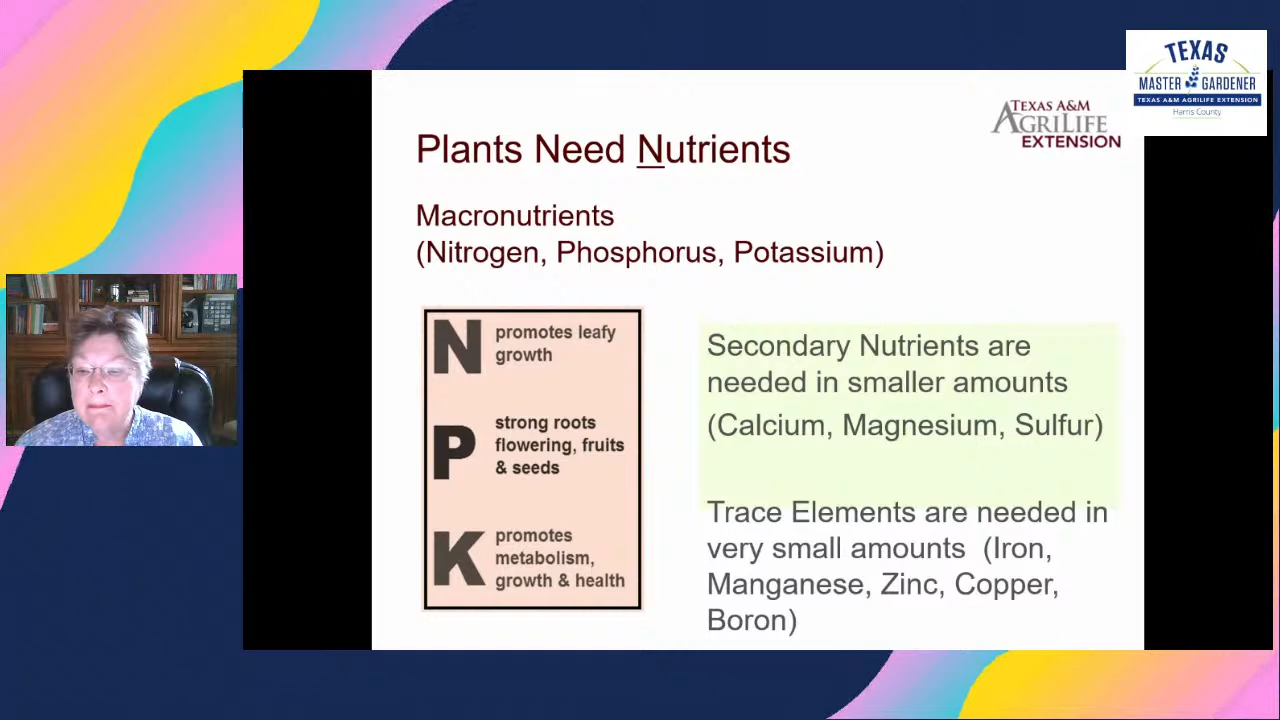 TEXAS
MASTER GARDENER
TEXAS A&M AGRILIFE EXTENSION
Harris County
TEXAS A&M
AGRILIFE
EXTENSION
Plants Need Nutrients
Macronutrients
(Nitrogen, Phosphorus, Potassium)
N promotes leafy
growth
P strong roots
flowering, fruits
& seeds
K promotes
metabolism,
growth & health
Secondary Nutrients are
needed in smaller amounts
(Calcium, Magnesium, Sulfur)
Trace Elements are needed in
very small amounts (Iron,
Manganese, Zinc, Copper,
Boron)